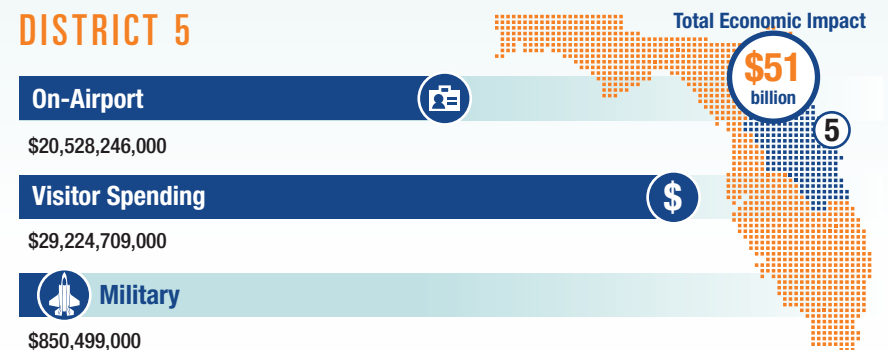 DISTRICT 5
Total Economic Impact
$51
billion
5
On-Airport
$20,528,246,000
Visitor Spending
$
$29,224,709,000
Military
$850,499,000